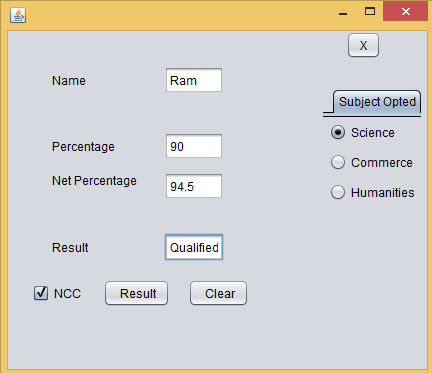 X
Name Ram
Subject Opted
Science
Percentage 90
Commerce
Net Percentage 94.5
Humanities
Result Qualified
NCC Result Clear